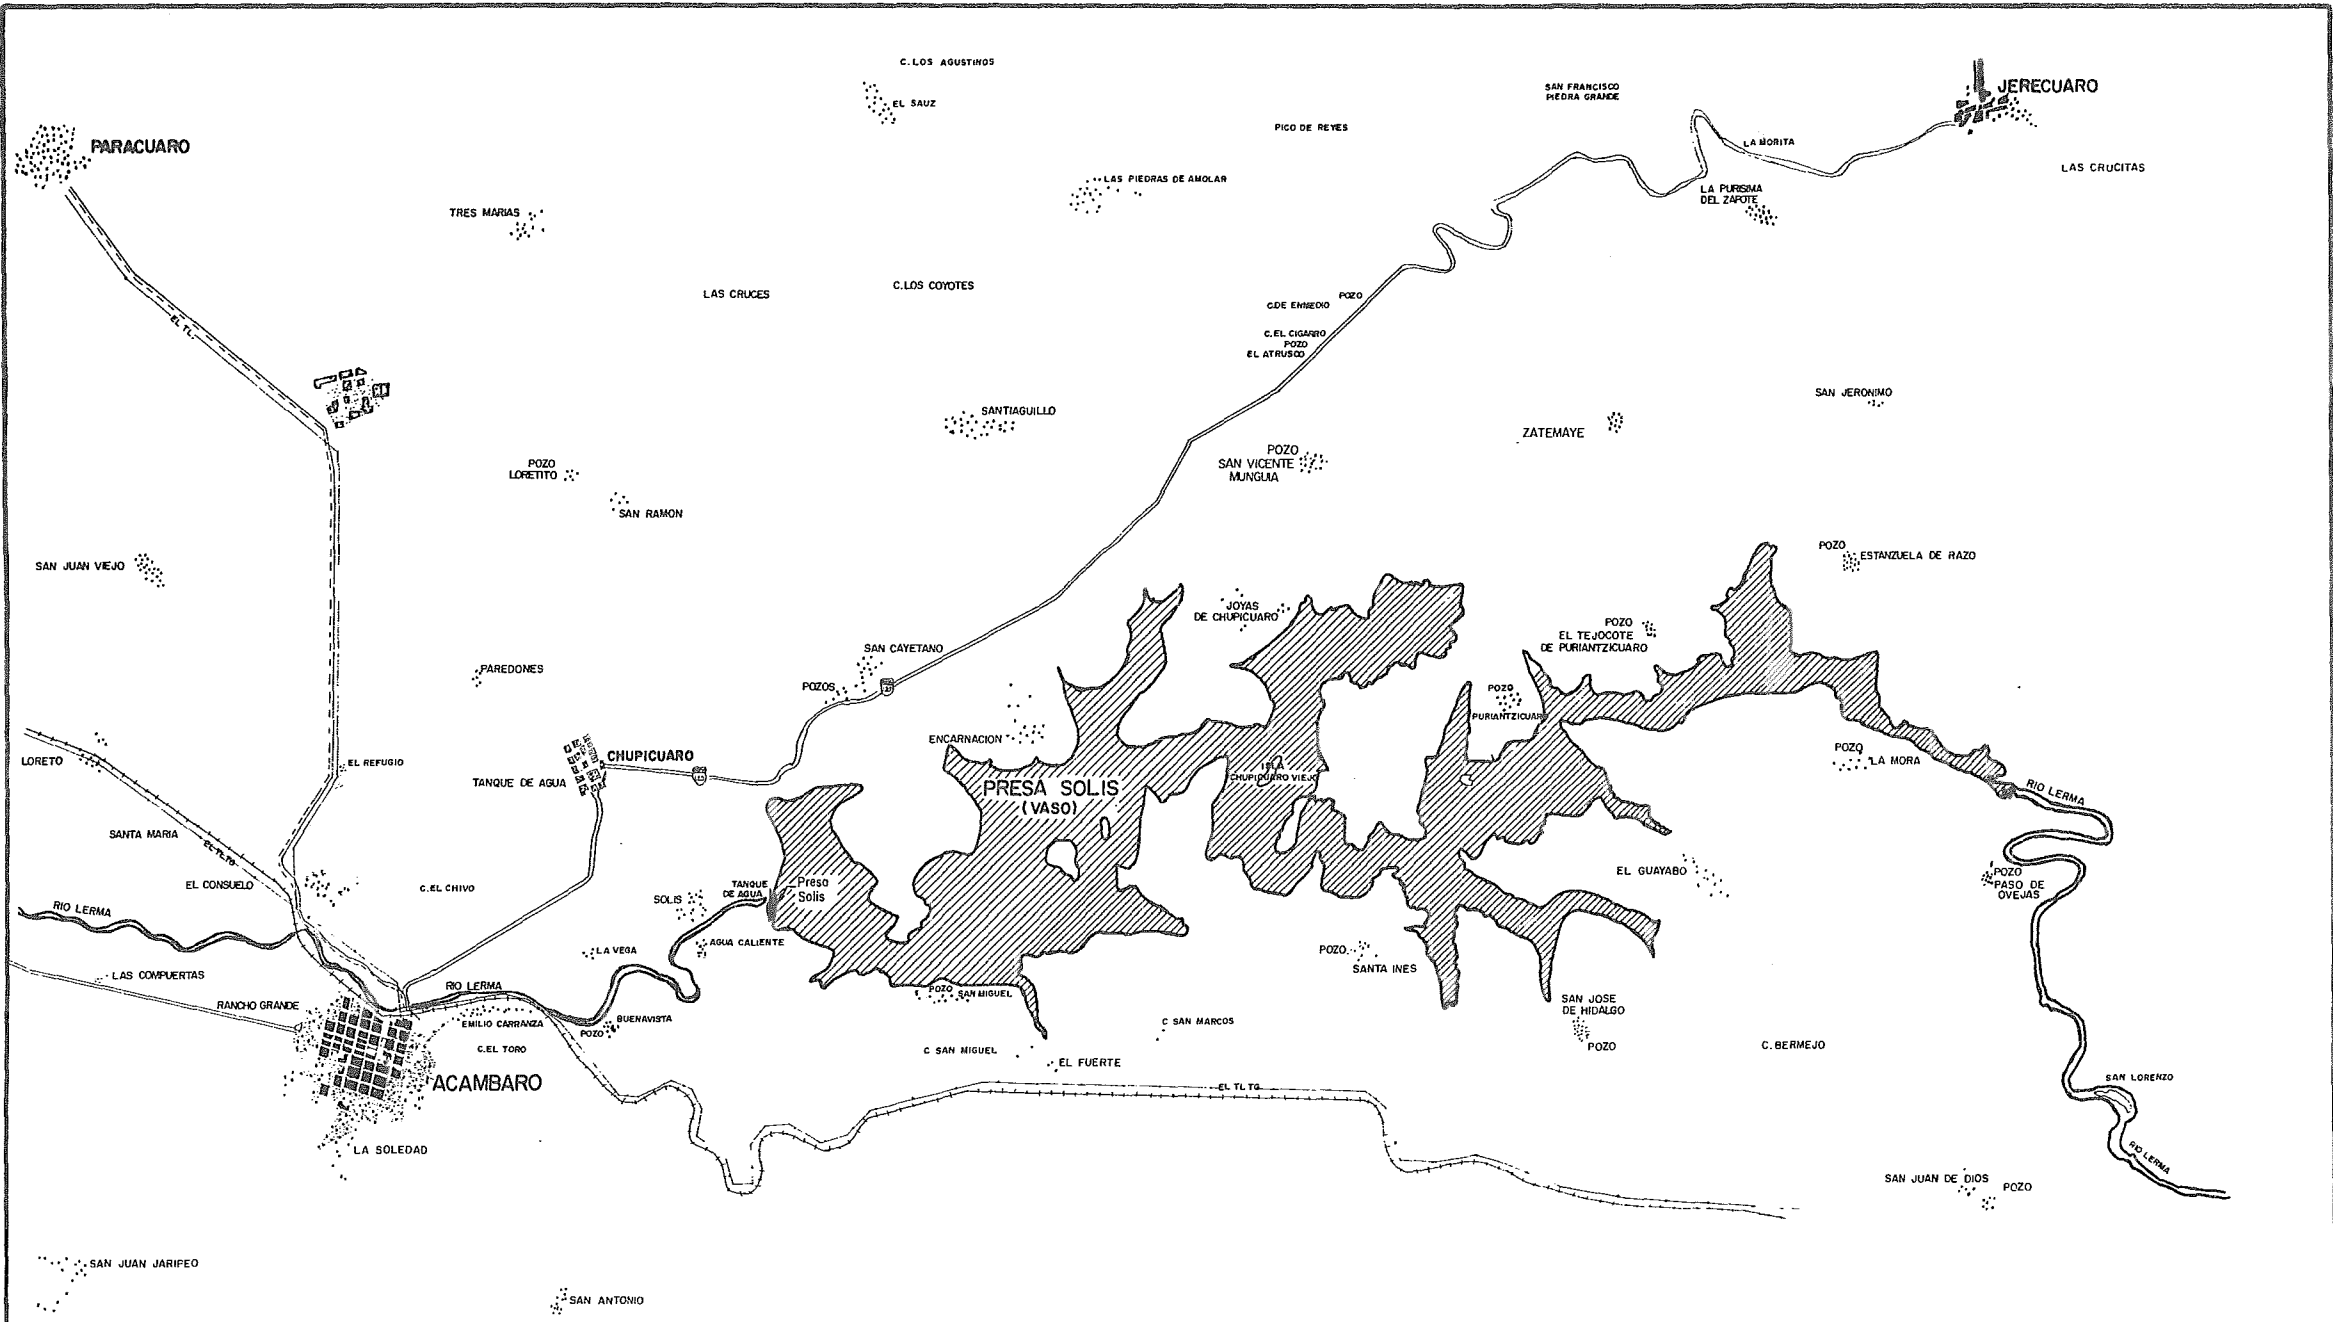 C. LOS AGUSTINOS
EL SAUZ
SAN FRANCISCO
PIEDRA GRANDE
JERECUARO
PICO DE REYES
PARACUARO
LA MORITA
LAS CRUCITAS
LAS PIEDRAS DE AMOLAR
LA PURISIMA
DEL ZAPOTE
TRES MARIAS
LAS CRUCES
C. LOS COYOTES
POZO
C. DE ENMEDIO
EL TL.
C. EL CIGARRO
POZO
EL ATRUSCO
SAN JERONIMO
SANTIAGUILLO
ZATEMAYE
POZO
SAN VICENTE
MUNGUIA
POZO
LORETITO
SAN RAMON
POZO
ESTANZUELA DE RAZO
SAN JUAN VIEJO
JOYAS
DE CHUPICUARO
POZO
EL TEJOCOTE
DE PURIANTZICUARO
SAN CAYETANO
PAREDONES
POZOS
POZO
PURIANTZICUARO
ENCARNACION
CHUPICUARO
POZO
LA MORA
LORETO
EL REFUGIO
TANQUE DE AGUA
ISLA
CHUPICUARO VIEJO
PRESA SOLIS
(VASO)
RIO LERMA
SANTA MARIA
EL TL TG
EL CONSUELO
C. EL CHIVO
TANQUE
DE AGUA
Presa
Solis
SOLIS
EL GUAYABO
POZO
PASO DE
OVEJAS
RIO LERMA
LA VEGA
AGUA CALIENTE
POZO
SANTA INES
LAS COMPUERTAS
RIO LERMA
POZO
SAN MIGUEL
RANCHO GRANDE
SAN JOSE
DE HIDALGO
EMILIO CARRANZA
BUENAVISTA
POZO
C SAN MARCOS
C. EL TORO
C SAN MIGUEL
EL FUERTE
POZO
C. BERMEJO
ACAMBARO
EL TL TG
SAN LORENZO
LA SOLEDAD
RIO LERMA
SAN JUAN DE DIOS
POZO
SAN JUAN JARIPEO
SAN ANTONIO